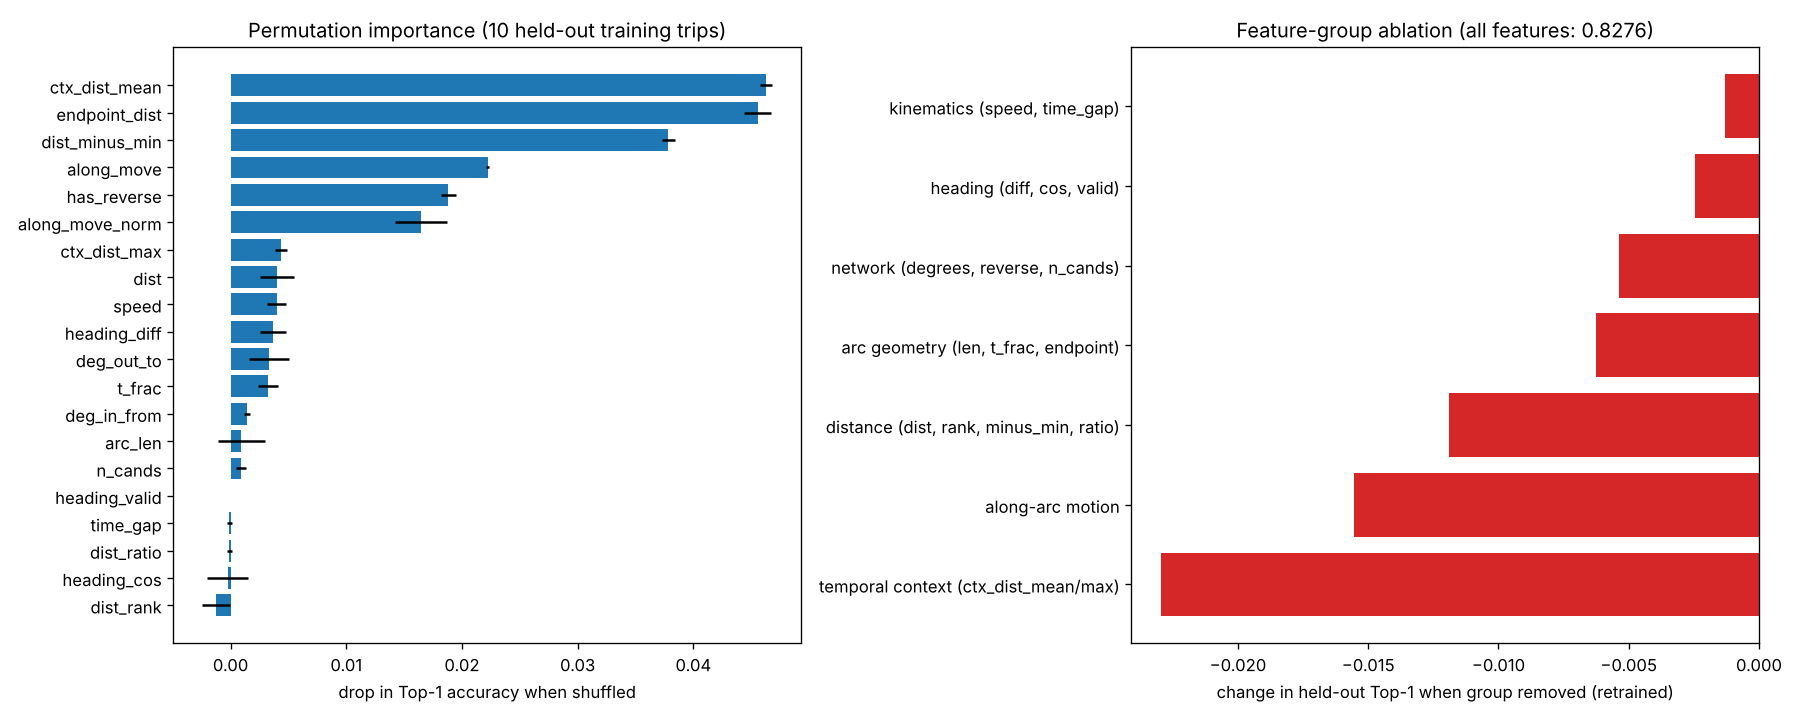 Permutation importance (10 held-out training trips)
ctx_dist_mean
endpoint_dist
dist_minus_min
along_move
has_reverse
along_move_norm
ctx_dist_max
dist
speed
heading_diff
deg_out_to
t_frac
deg_in_from
arc_len
n_cands
heading_valid
time_gap
dist_ratio
heading_cos
dist_rank
0.00 0.01 0.02 0.03 0.04
drop in Top-1 accuracy when shuffled
Feature-group ablation (all features: 0.8276)
kinematics (speed, time_gap)
heading (diff, cos, valid)
network (degrees, reverse, n_cands)
arc geometry (len, t_frac, endpoint)
distance (dist, rank, minus_min, ratio)
along-arc motion
temporal context (ctx_dist_mean/max)
−0.020 −0.015 −0.010 −0.005 0.000
change in held-out Top-1 when group removed (retrained)